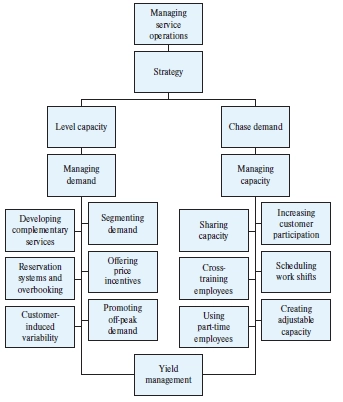 Managing
service
operations
Strategy
Level capacity
Chase demand
Managing
demand
Managing
capacity
Developing
complementary
services
Segmenting
demand
Sharing
capacity
Increasing
customer
participation
Reservation
systems and
overbooking
Offering
price
incentives
Cross-
training
employees
Scheduling
work shifts
Customer-
induced
variability
Promoting
off-peak
demand
Using
part-time
employees
Creating
adjustable
capacity
Yield
management